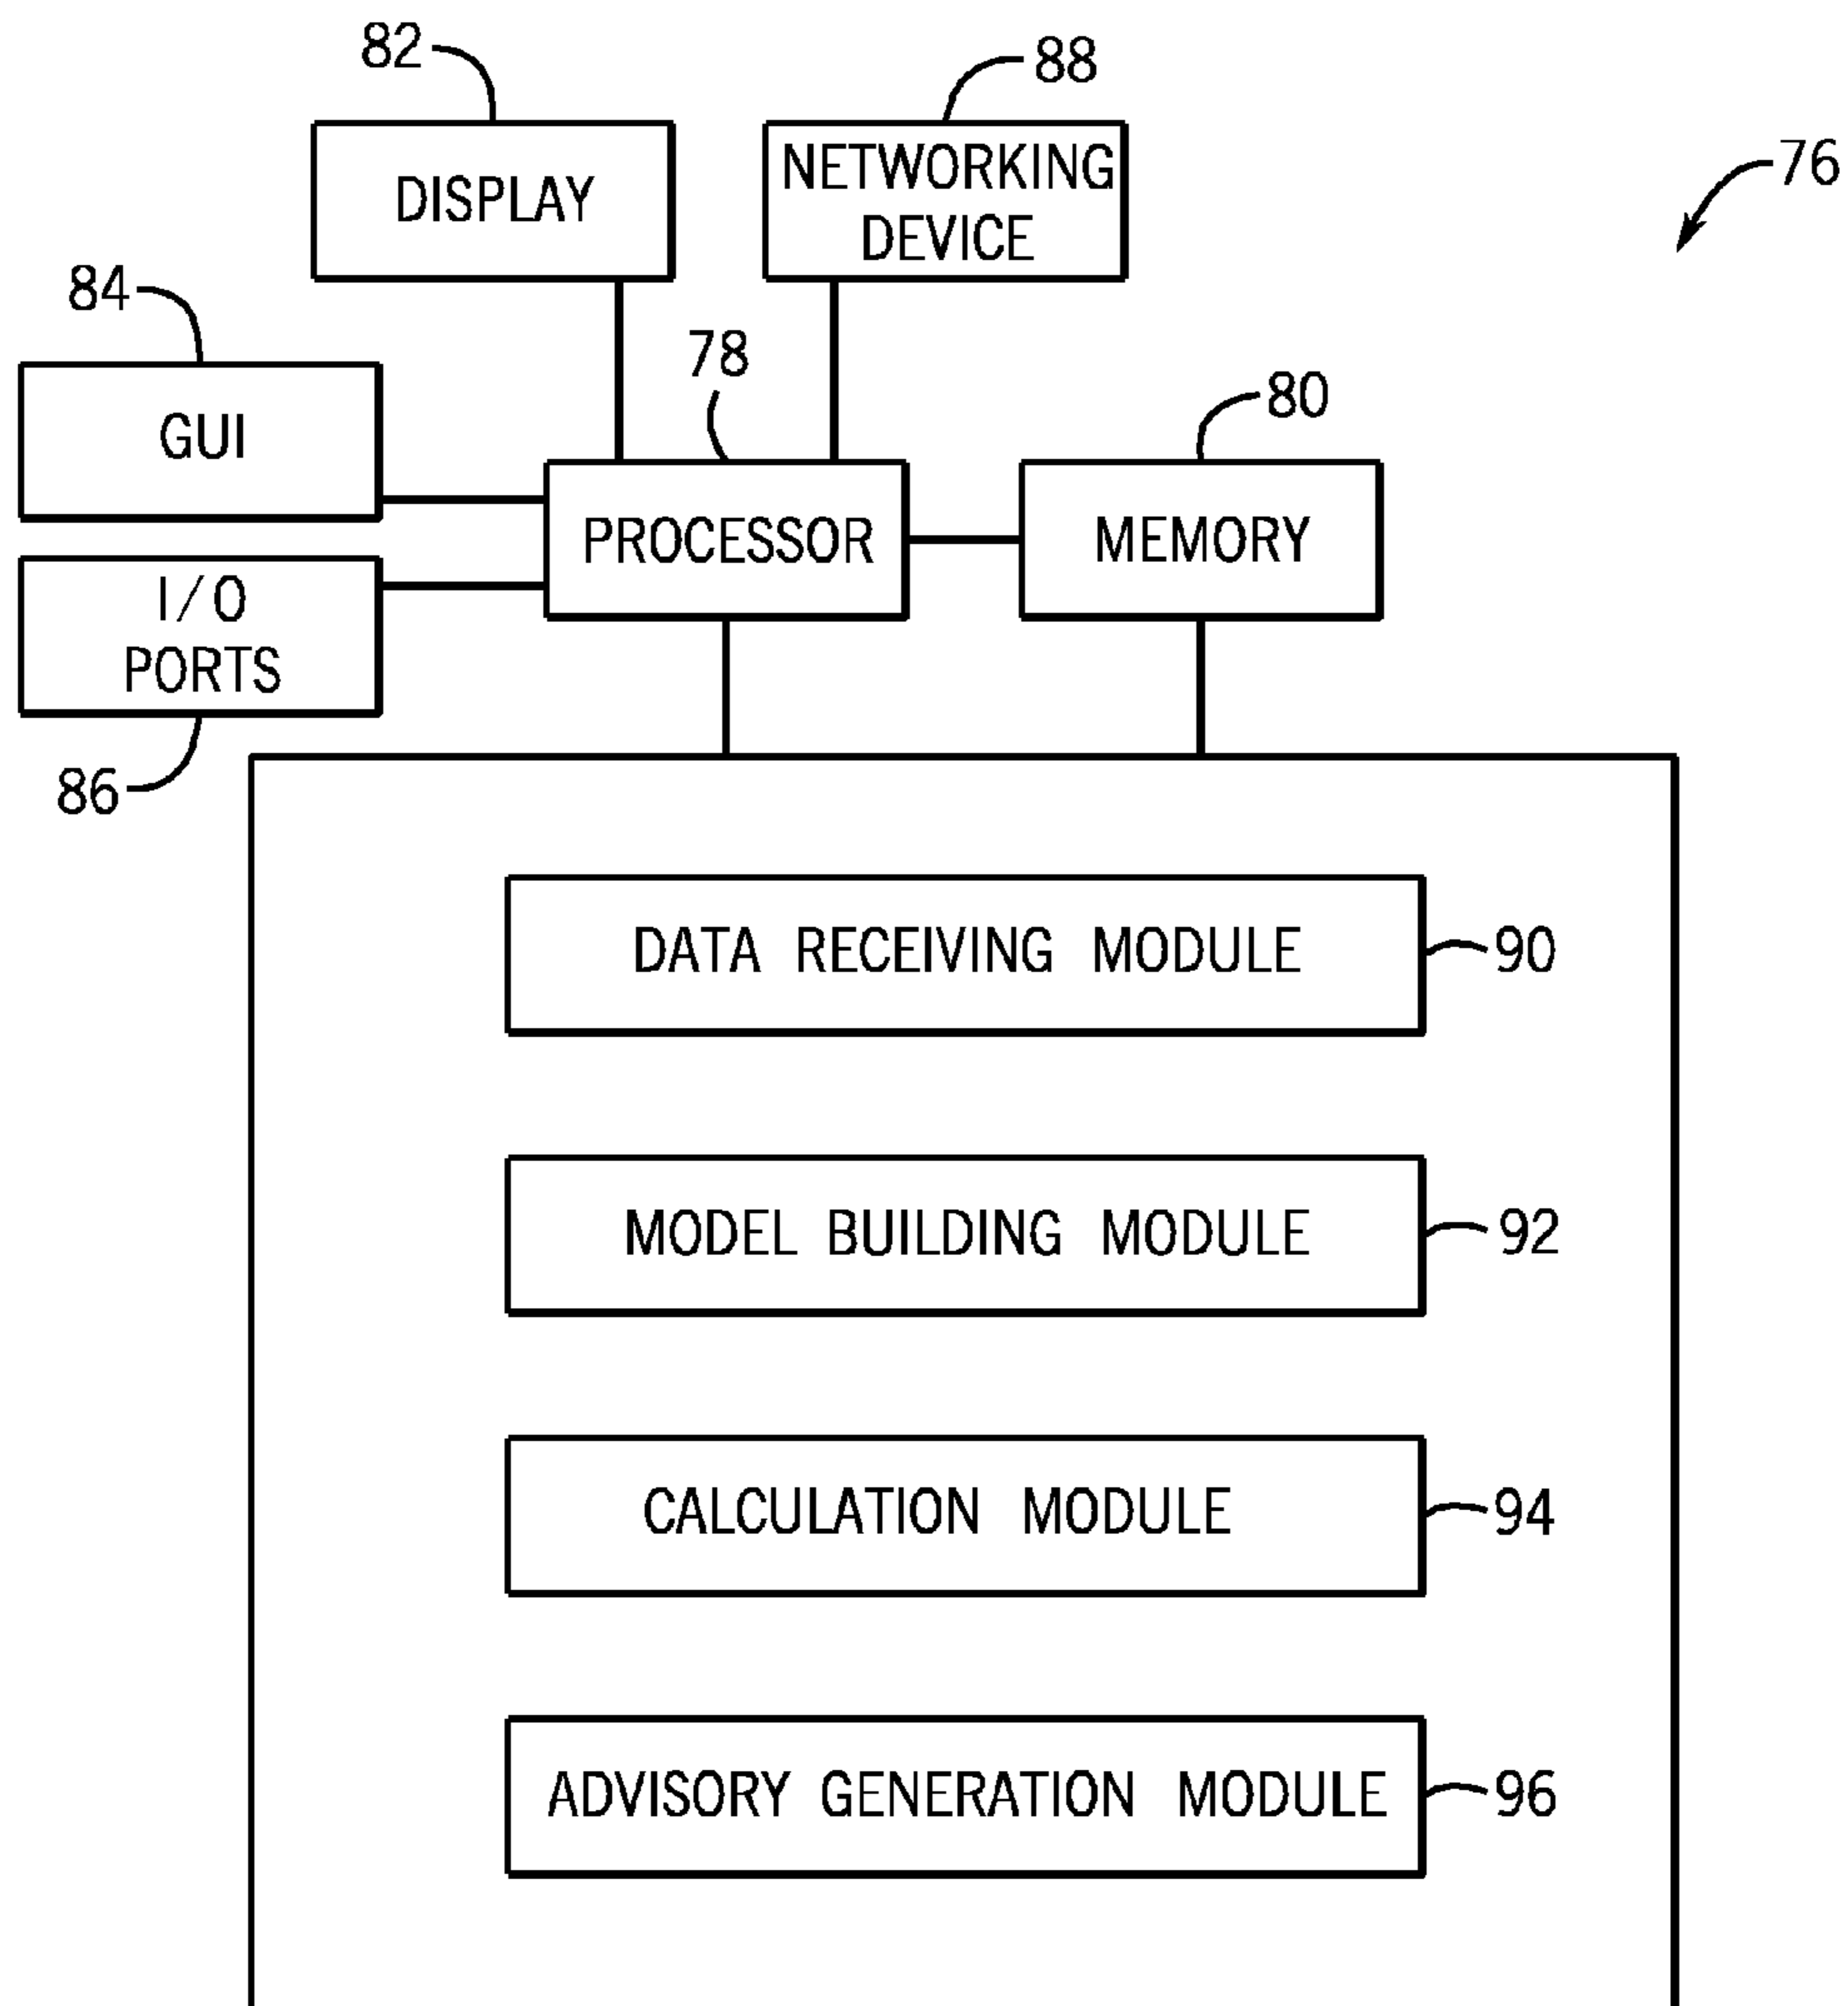 82
88
76
DISPLAY
NETWORKING
DEVICE
84
78
80
GUI
PROCESSOR
MEMORY
I/O
PORTS
86
DATA RECEIVING MODULE
90
MODEL BUILDING MODULE
92
CALCULATION MODULE
94
ADVISORY GENERATION MODULE
96